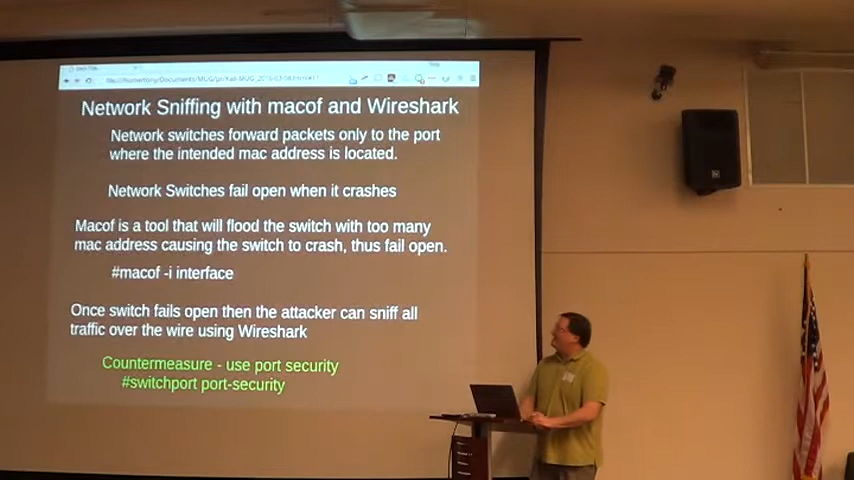 Network Sniffing with macof and Wireshark
Network switches forward packets only to the port
where the intended mac address is located.
Network Switches fail open when it crashes
Macof is a tool that will flood the switch with too many
mac address causing the switch to crash, thus fail open.
#macof -i interface
Once switch fails open then the attacker can sniff all
traffic over the wire using Wireshark
Countermeasure - use port security
#switchport port-security